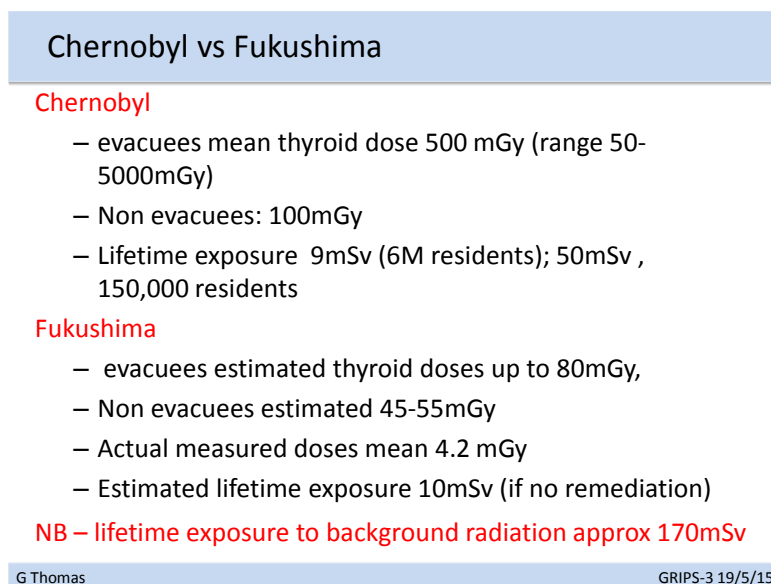 Chernobyl vs Fukushima
Chernobyl
– evacuees mean thyroid dose 500 mGy (range 50-
5000mGy)
– Non evacuees: 100mGy
– Lifetime exposure 9mSv (6M residents); 50mSv ,
150,000 residents
Fukushima
– evacuees estimated thyroid doses up to 80mGy,
– Non evacuees estimated 45-55mGy
– Actual measured doses mean 4.2 mGy
– Estimated lifetime exposure 10mSv (if no remediation)
NB – lifetime exposure to background radiation approx 170mSv
G Thomas
GRIPS-3 19/5/15